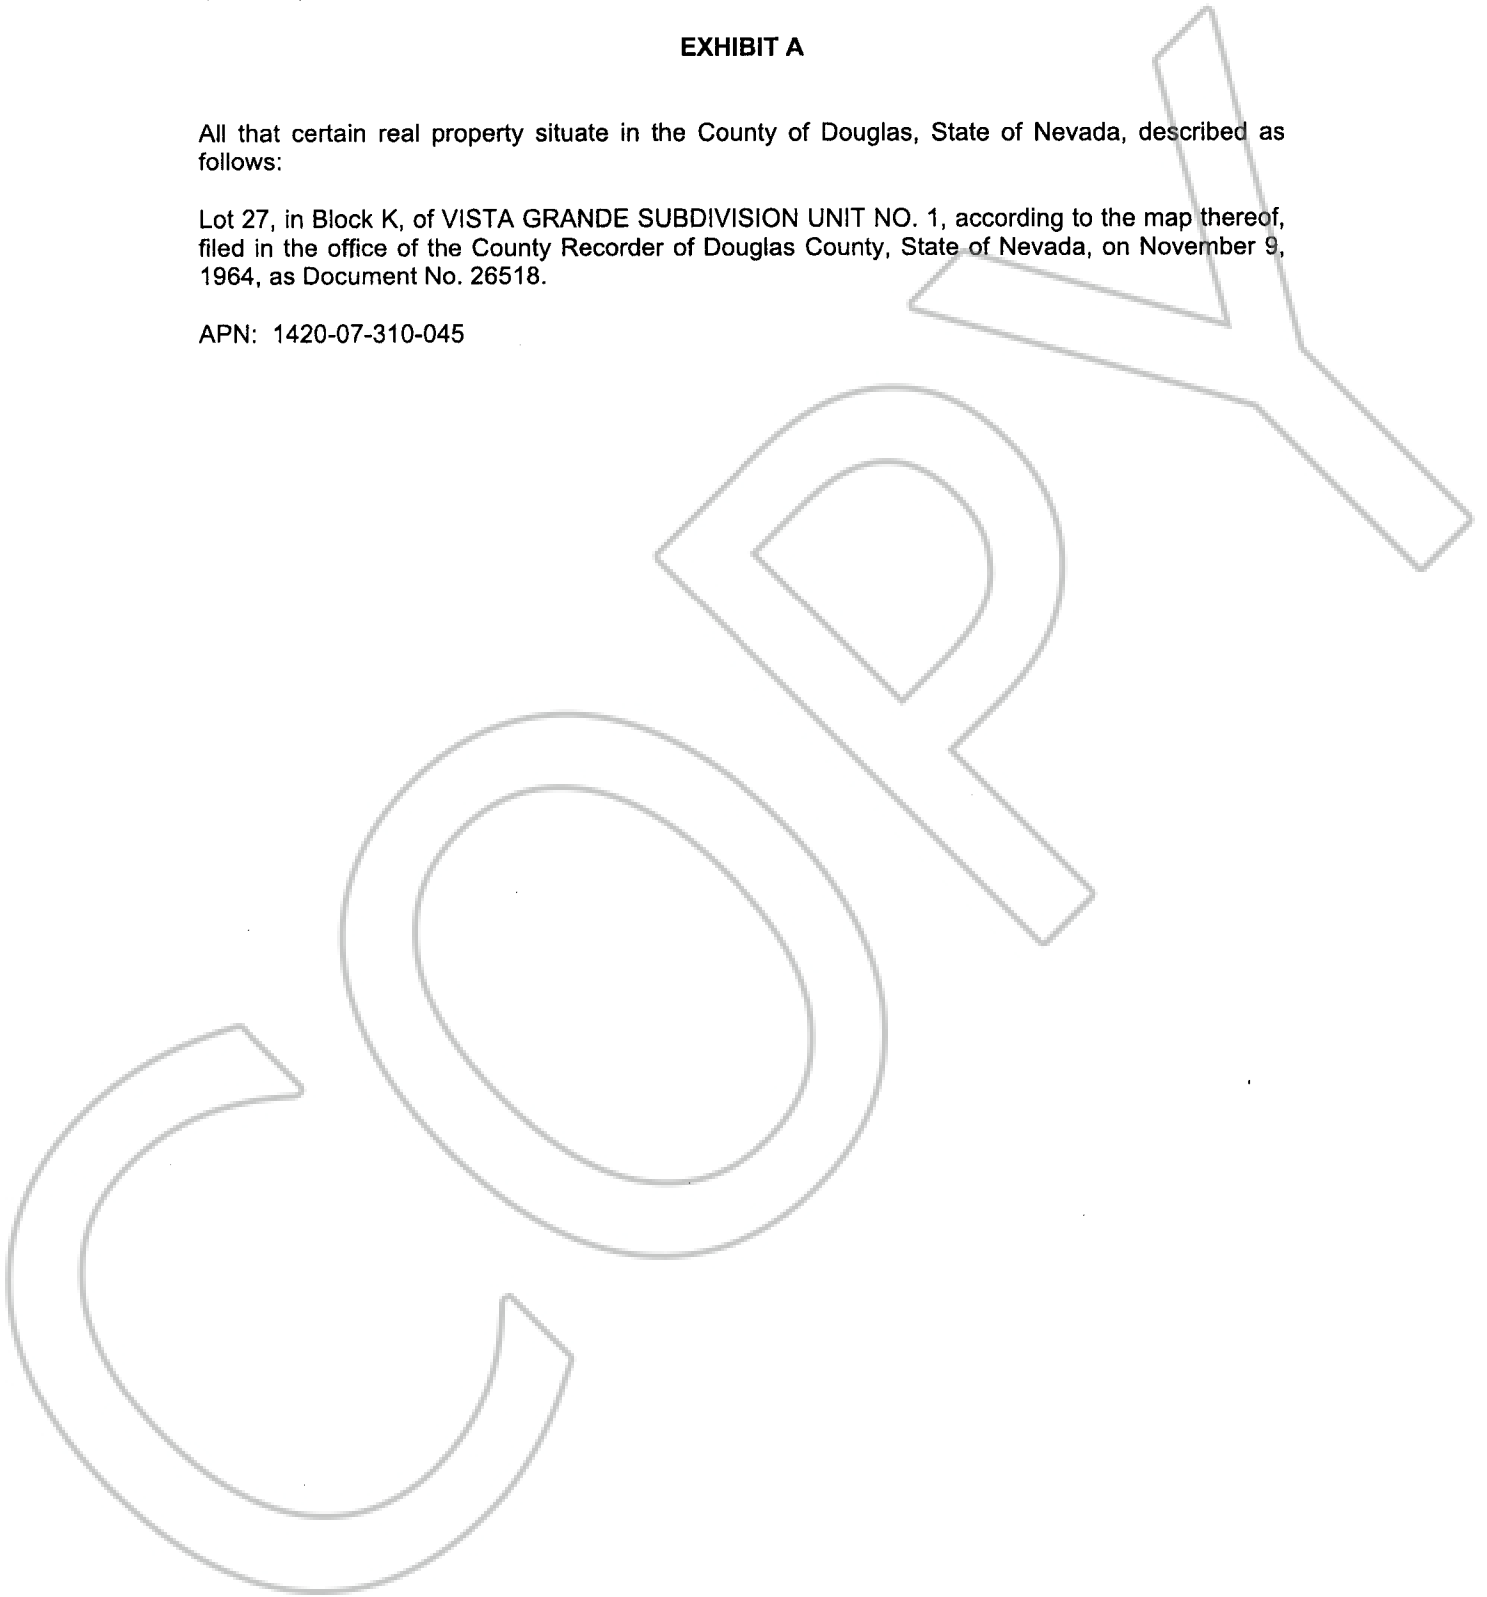 EXHIBIT A
All that certain real property situate in the County of Douglas, State of Nevada, described as
follows:
Lot 27, in Block K, of VISTA GRANDE SUBDIVISION UNIT NO. 1, according to the map thereof,
filed in the office of the County Recorder of Douglas County, State of Nevada, on November 9,
1964, as Document No. 26518.
APN: 1420-07-310-045
COPY